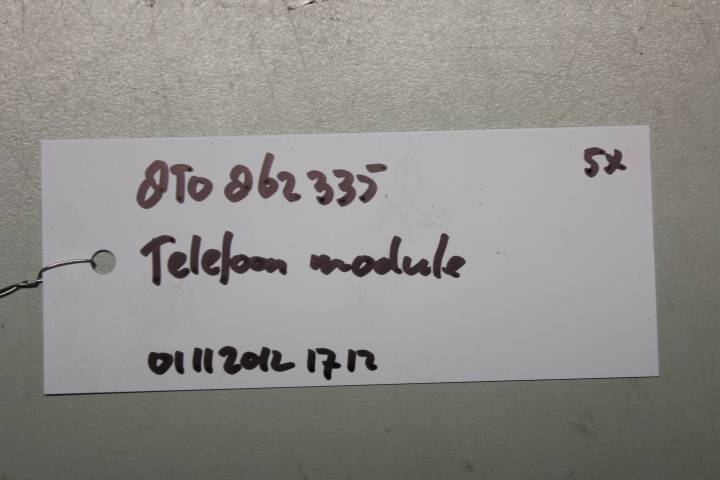 8T0 862 335
5x
Telefoon module
01112012 1712